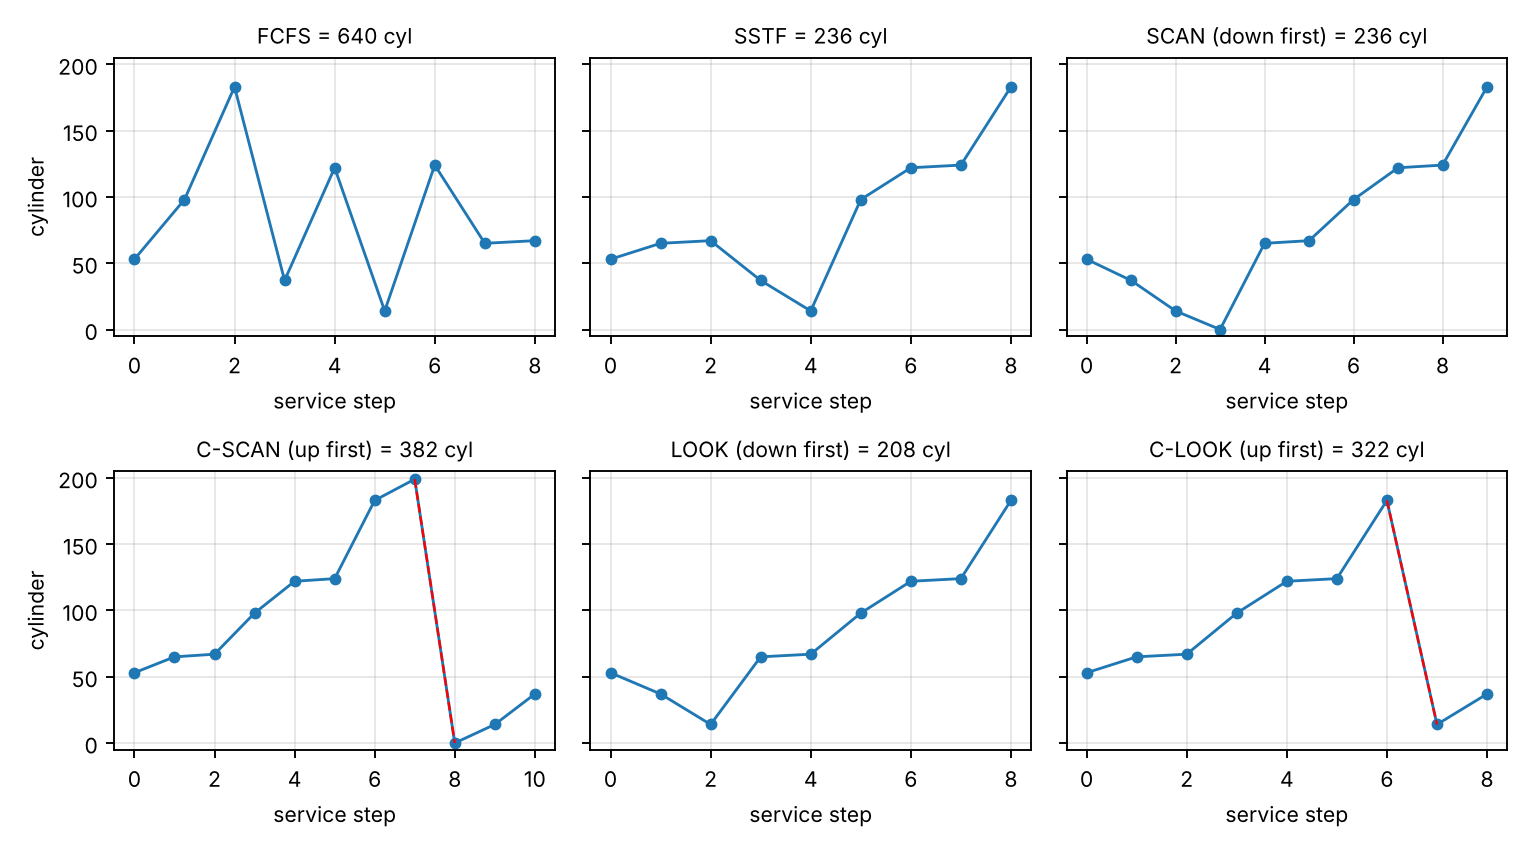 FCFS = 640 cyl
SSTF = 236 cyl
SCAN (down first) = 236 cyl
200
150
100
50
0
cylinder
0 2 4 6 8
0 2 4 6 8
0 2 4 6 8
service step
service step
service step
C-SCAN (up first) = 382 cyl
LOOK (down first) = 208 cyl
C-LOOK (up first) = 322 cyl
200
150
100
50
0
cylinder
0 2 4 6 8 10
0 2 4 6 8
0 2 4 6 8
service step
service step
service step